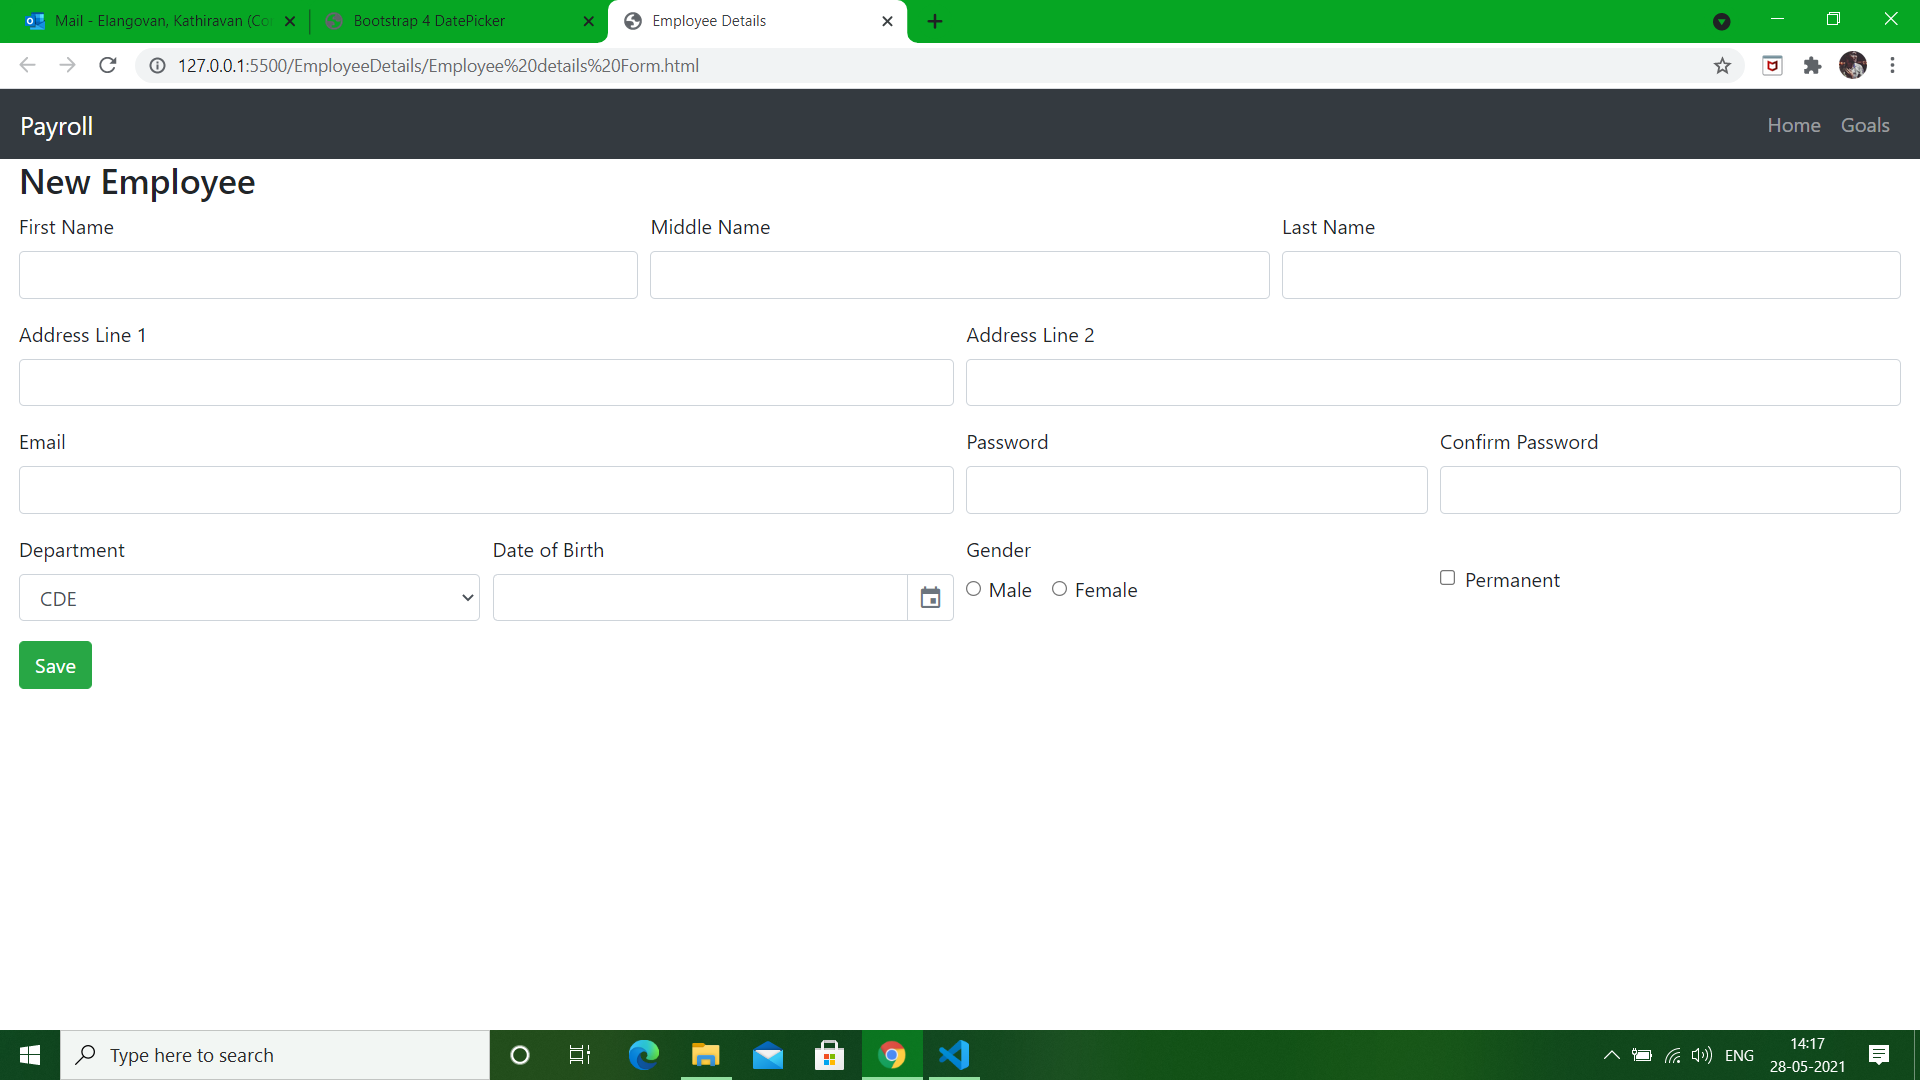 Mail - Elangovan, Kathiravan (Co
Bootstrap 4 DatePicker
Employee Details
127.0.0.1:5500/EmployeeDetails/Employee%20details%20Form.html
Payroll
Home
Goals
New Employee
First Name
Middle Name
Last Name
Address Line 1
Address Line 2
Email
Password
Confirm Password
Department
Date of Birth
Gender
CDE
Male
Female
Permanent
Save
Type here to search
ENG
14:17
28-05-2021